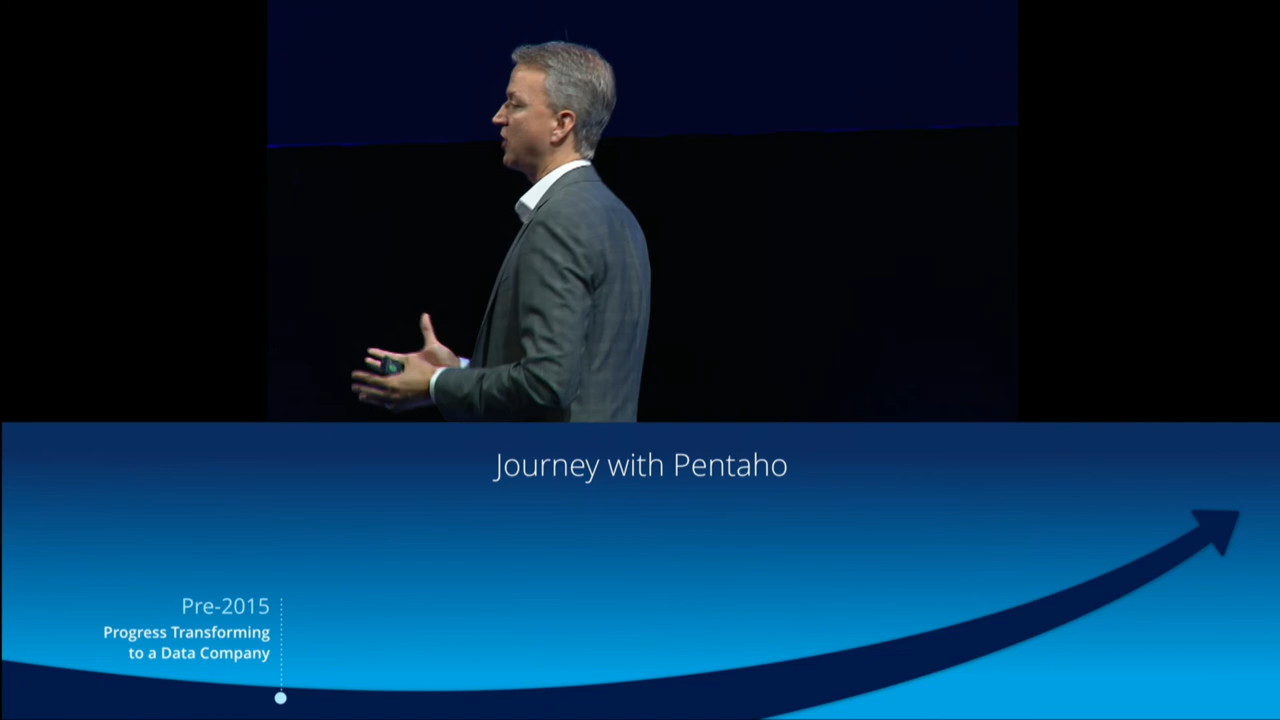 Journey with Pentaho
Pre-2015
Progress Transforming
to a Data Company